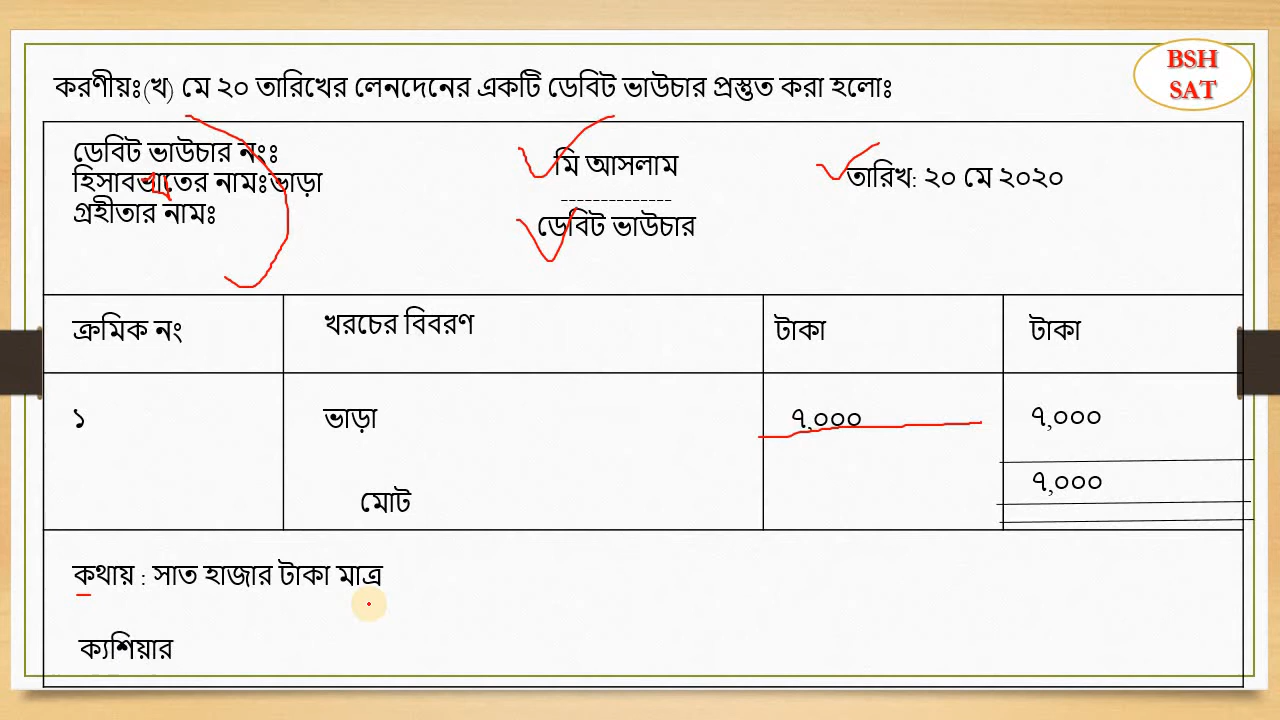 করণীয়ঃ(খ) মে ২০ তারিখের লেনদেনের একটি ডেবিট ভাউচার প্রস্তুত করা হলোঃ
BSH
SAT
ডেবিট ভাউচার নংঃ
হিসাবখাতের নামঃভাড়া
গ্রহীতার নামঃ
মি আসলাম
--------------
ডেবিট ভাউচার
তারিখ: ২০ মে ২০২০
ক্রমিক নং খরচের বিবরণ টাকা টাকা
১ ভাড়া ৭,০০০ ৭,০০০
মোট ৭,০০০
কথায় : সাত হাজার টাকা মাত্র
ক্যশিয়ার